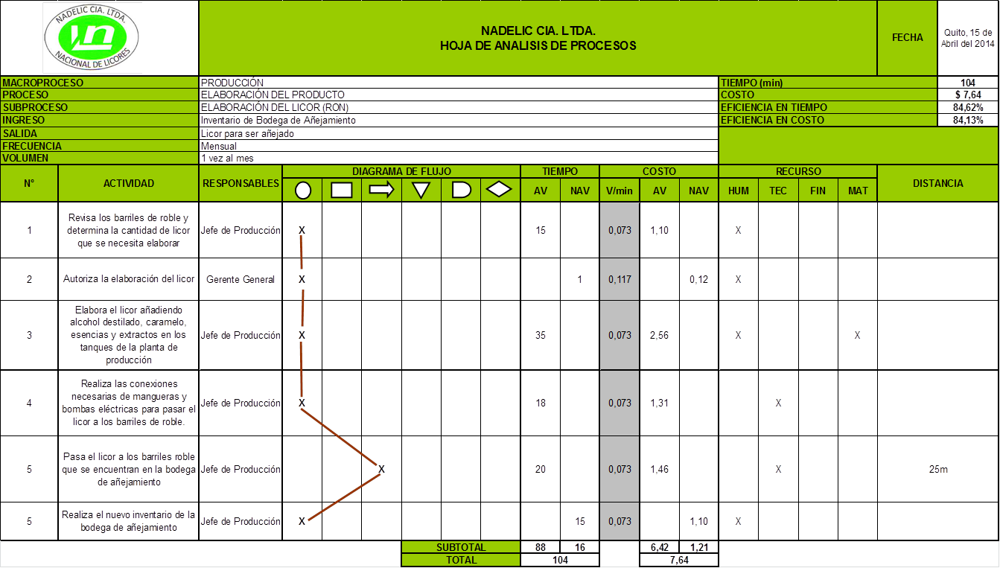 NADELIC CIA. LTDA.
NACIONAL DE LICORES
NADELIC CIA. LTDA.
HOJA DE ANALISIS DE PROCESOS
FECHA
Quito, 15 de
Abril del 2014
MACROPROCESO PRODUCCIÓN TIEMPO (min) 104
PROCESO ELABORACIÓN DEL PRODUCTO COSTO $ 7,64
SUBPROCESO ELABORACIÓN DEL LICOR (RON) EFICIENCIA EN TIEMPO 84,62%
INGRESO Inventario de Bodega de Añejamiento EFICIENCIA EN COSTO 84,13%
SALIDA Licor para ser añejado
FRECUENCIA Mensual
VOLUMEN 1 vez al mes
N° ACTIVIDAD RESPONSABLES DIAGRAMA DE FLUJO TIEMPO COSTO RECURSO DISTANCIA
AV NAV V/min AV NAV HUM TEC FIN MAT
Revisa los barriles de roble y
1 determina la cantidad de licor Jefe de Producción X 15 0,073 1,10 X
que se necesita elaborar
2 Autoriza la elaboración del licor Gerente General X 1 0,117 0,12 X
Elabora el licor añadiendo
alcohol destilado, caramelo,
3 esencias y extractos en los Jefe de Producción X 35 0,073 2,56 X X
tanques de la planta de
producción
Realiza las conexiones
necesarias de mangueras y
4 bombas eléctricas para pasar el Jefe de Producción X 18 0,073 1,31 X
licor a los barriles de roble.
Pasa el licor a los barriles roble
5 que se encuentran en la bodega Jefe de Producción X 20 0,073 1,46 X 25m
de añejamiento
Realiza el nuevo inventario de la
5 bodega de añejamiento Jefe de Producción X 15 0,073 1,10 X
SUBTOTAL 88 16 6,42 1,21
TOTAL 104 7,64